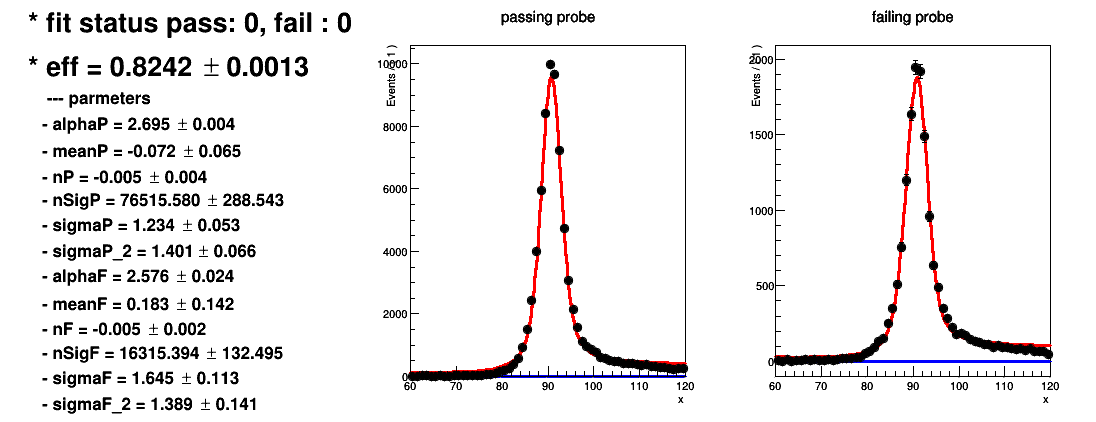 * fit status pass: 0, fail : 0
* eff = 0.8242 ± 0.0013
--- parmeters
- alphaP = 2.695 ± 0.004
- meanP = -0.072 ± 0.065
- nP = -0.005 ± 0.004
- nSigP = 76515.580 ± 288.543
- sigmaP = 1.234 ± 0.053
- sigmaP_2 = 1.401 ± 0.066
- alphaF = 2.576 ± 0.024
- meanF = 0.183 ± 0.142
- nF = -0.005 ± 0.002
- nSigF = 16315.394 ± 132.495
- sigmaF = 1.645 ± 0.113
- sigmaF_2 = 1.389 ± 0.141
passing probe
Events / ( 1 )
10000
8000
6000
4000
2000
0
60 70 80 90 100 110 120
x
failing probe
Events / ( 1 )
2000
1500
1000
500
0
60 70 80 90 100 110 120
x